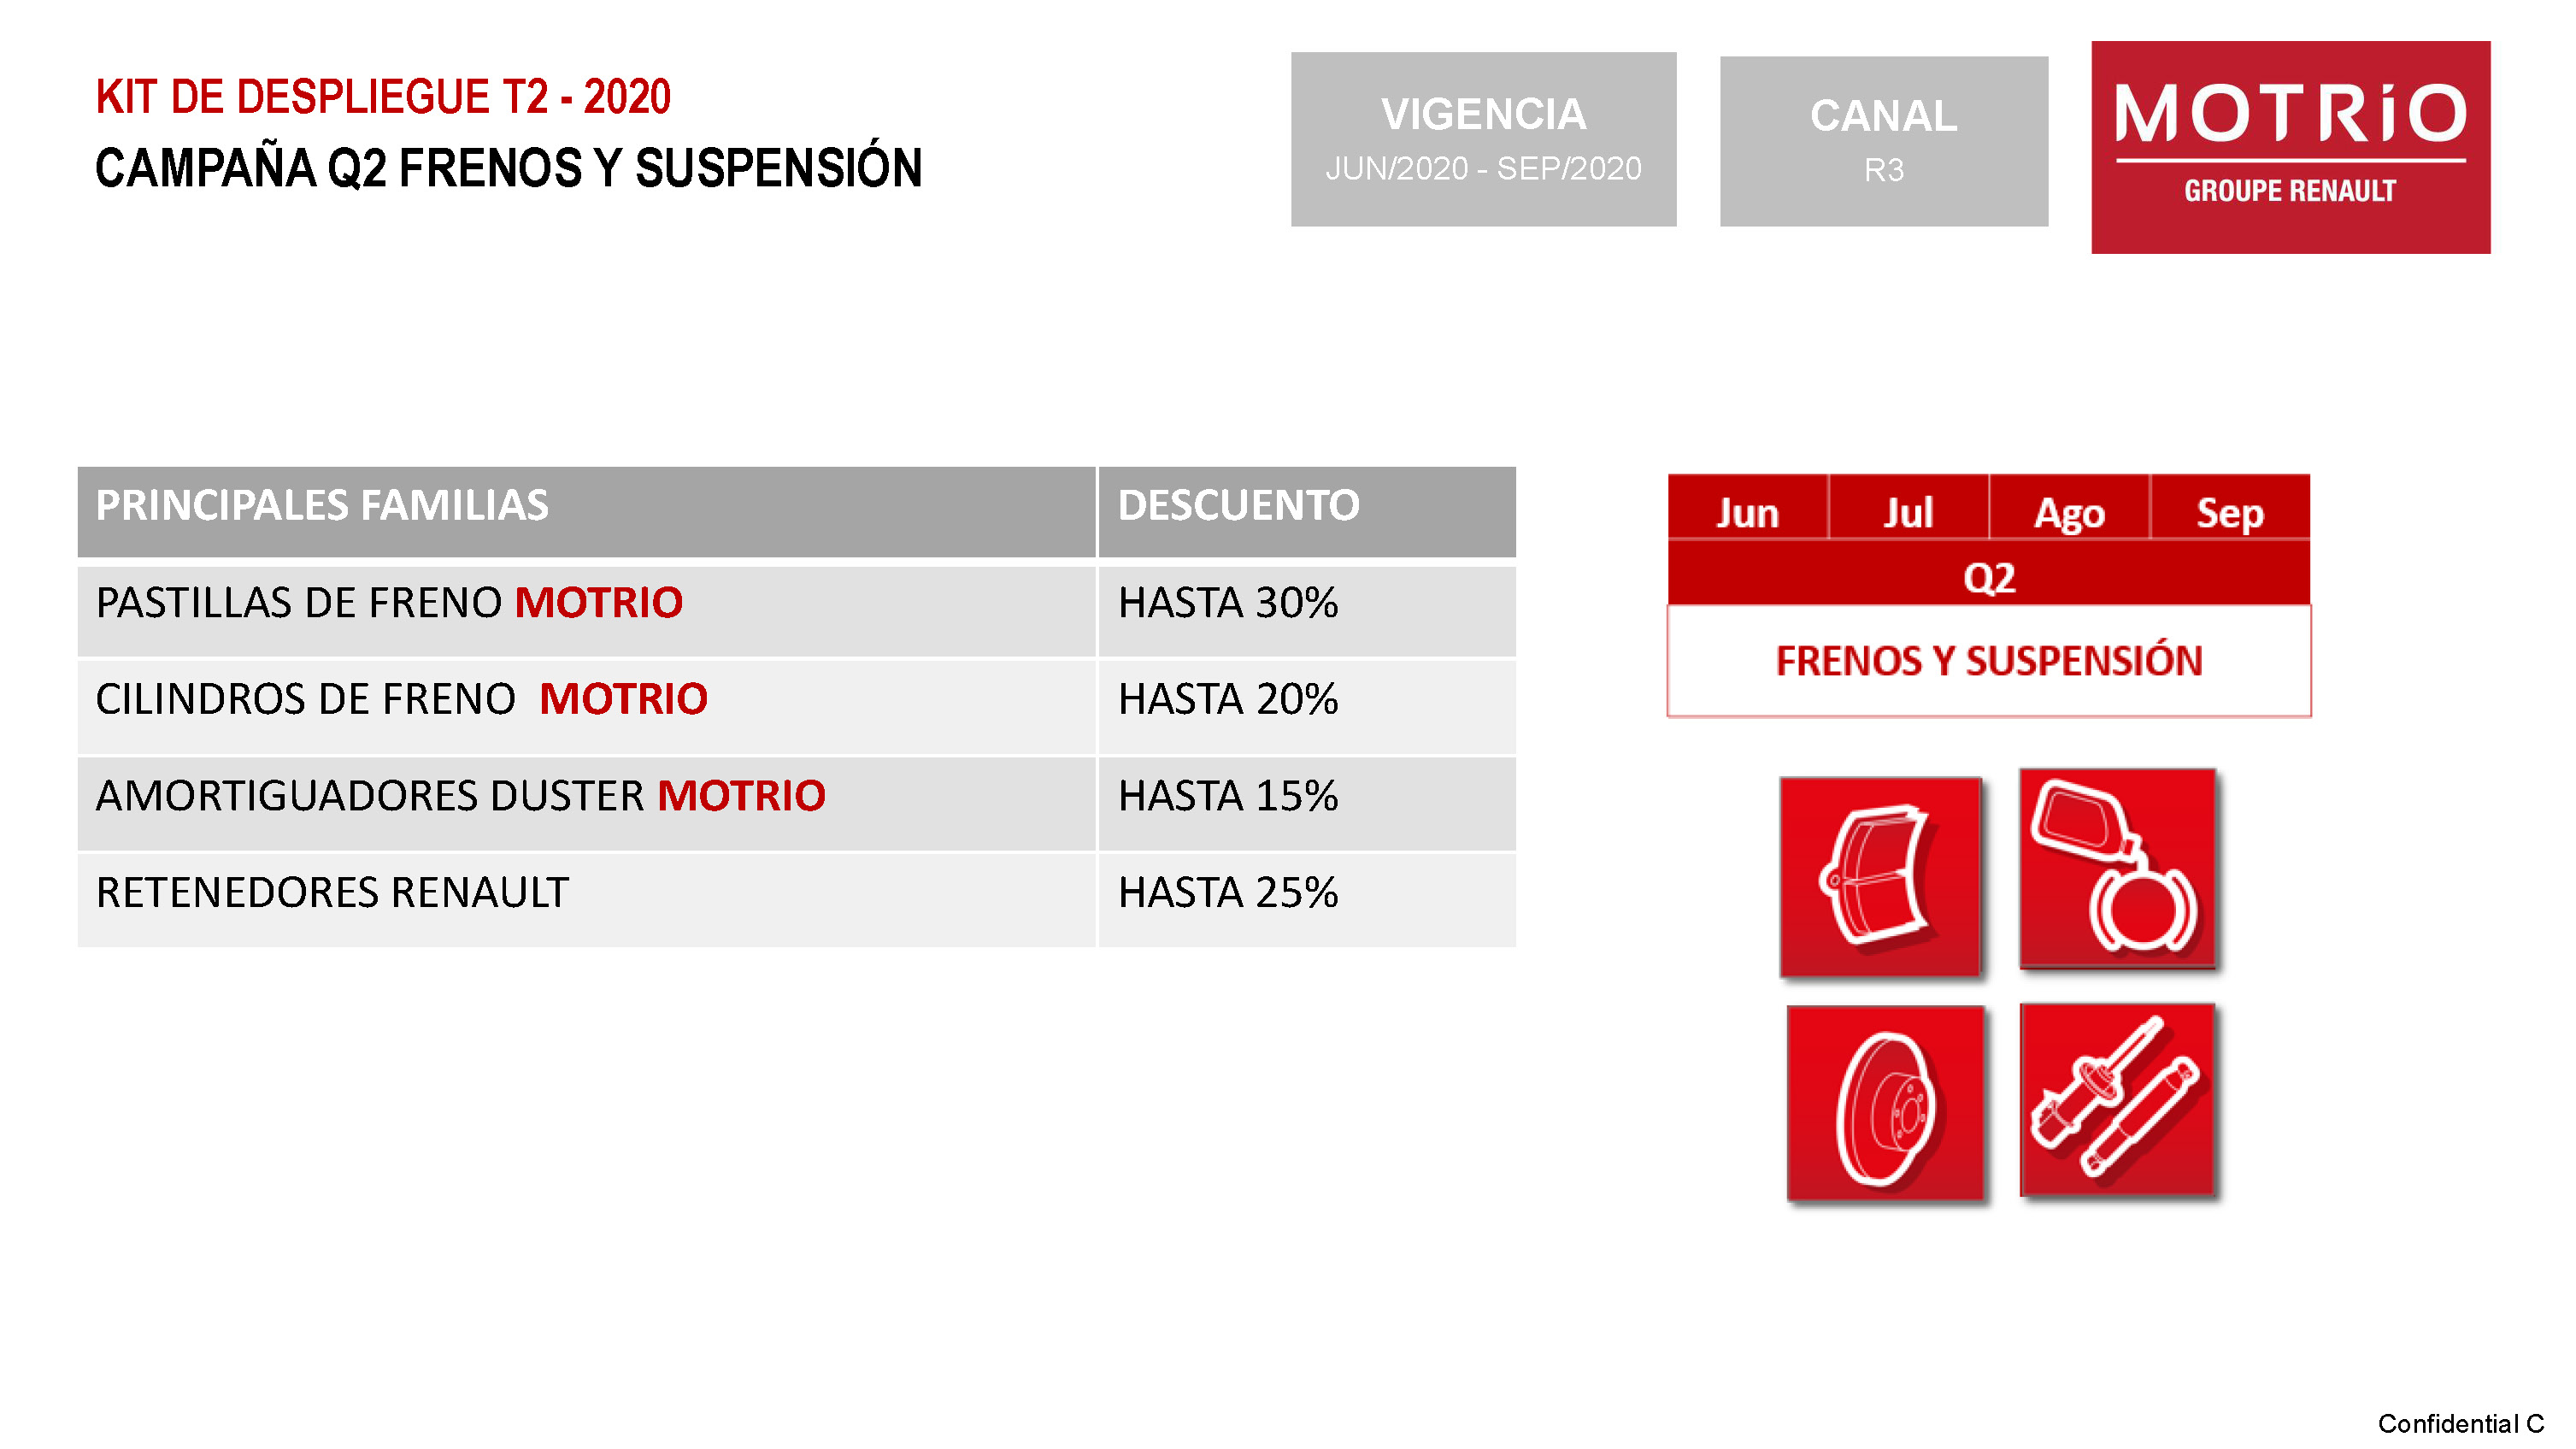 KIT DE DESPLIEGUE T2 - 2020
CAMPAÑA Q2 FRENOS Y SUSPENSIÓN
VIGENCIA
JUN/2020 - SEP/2020
CANAL
R3
MOTRiO
GROUPE RENAULT
PRINCIPALES FAMILIAS DESCUENTO
PASTILLAS DE FRENO MOTRIO HASTA 30%
CILINDROS DE FRENO MOTRIO HASTA 20%
AMORTIGUADORES DUSTER MOTRIO HASTA 15%
RETENEDORES RENAULT HASTA 25%
Jun Jul Ago Sep
Q2
FRENOS Y SUSPENSIÓN
Confidential C